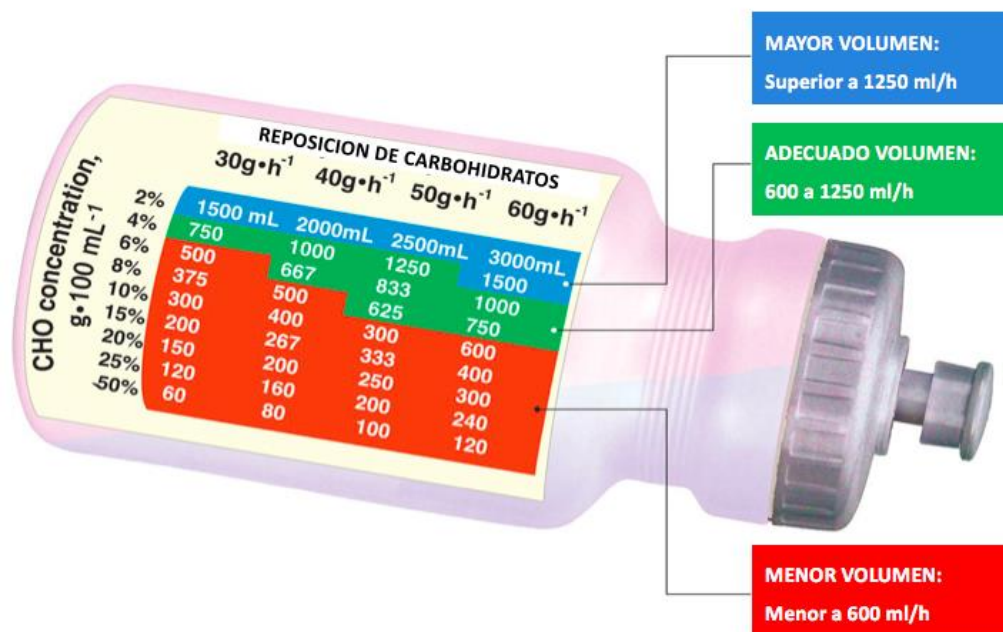 MAYOR VOLUMEN:
Superior a 1250 ml/h
ADECUADO VOLUMEN:
600 a 1250 ml/h
REPOSICION DE CARBOHIDRATOS
30g•h-1 40g•h-1 50g•h-1 60g•h-1
CHO concentration,
g•100 mL-1
2% 1500 mL 2000mL 2500mL 3000mL
4% 750 1000 1250 1500
6% 500 667 833 1000
8% 375 500 625 750
10% 300 400 300 600
15% 200 267 333 400
20% 150 200 250 300
25% 120 160 200 240
-50% 60 80 100 120
MENOR VOLUMEN:
Menor a 600 ml/h